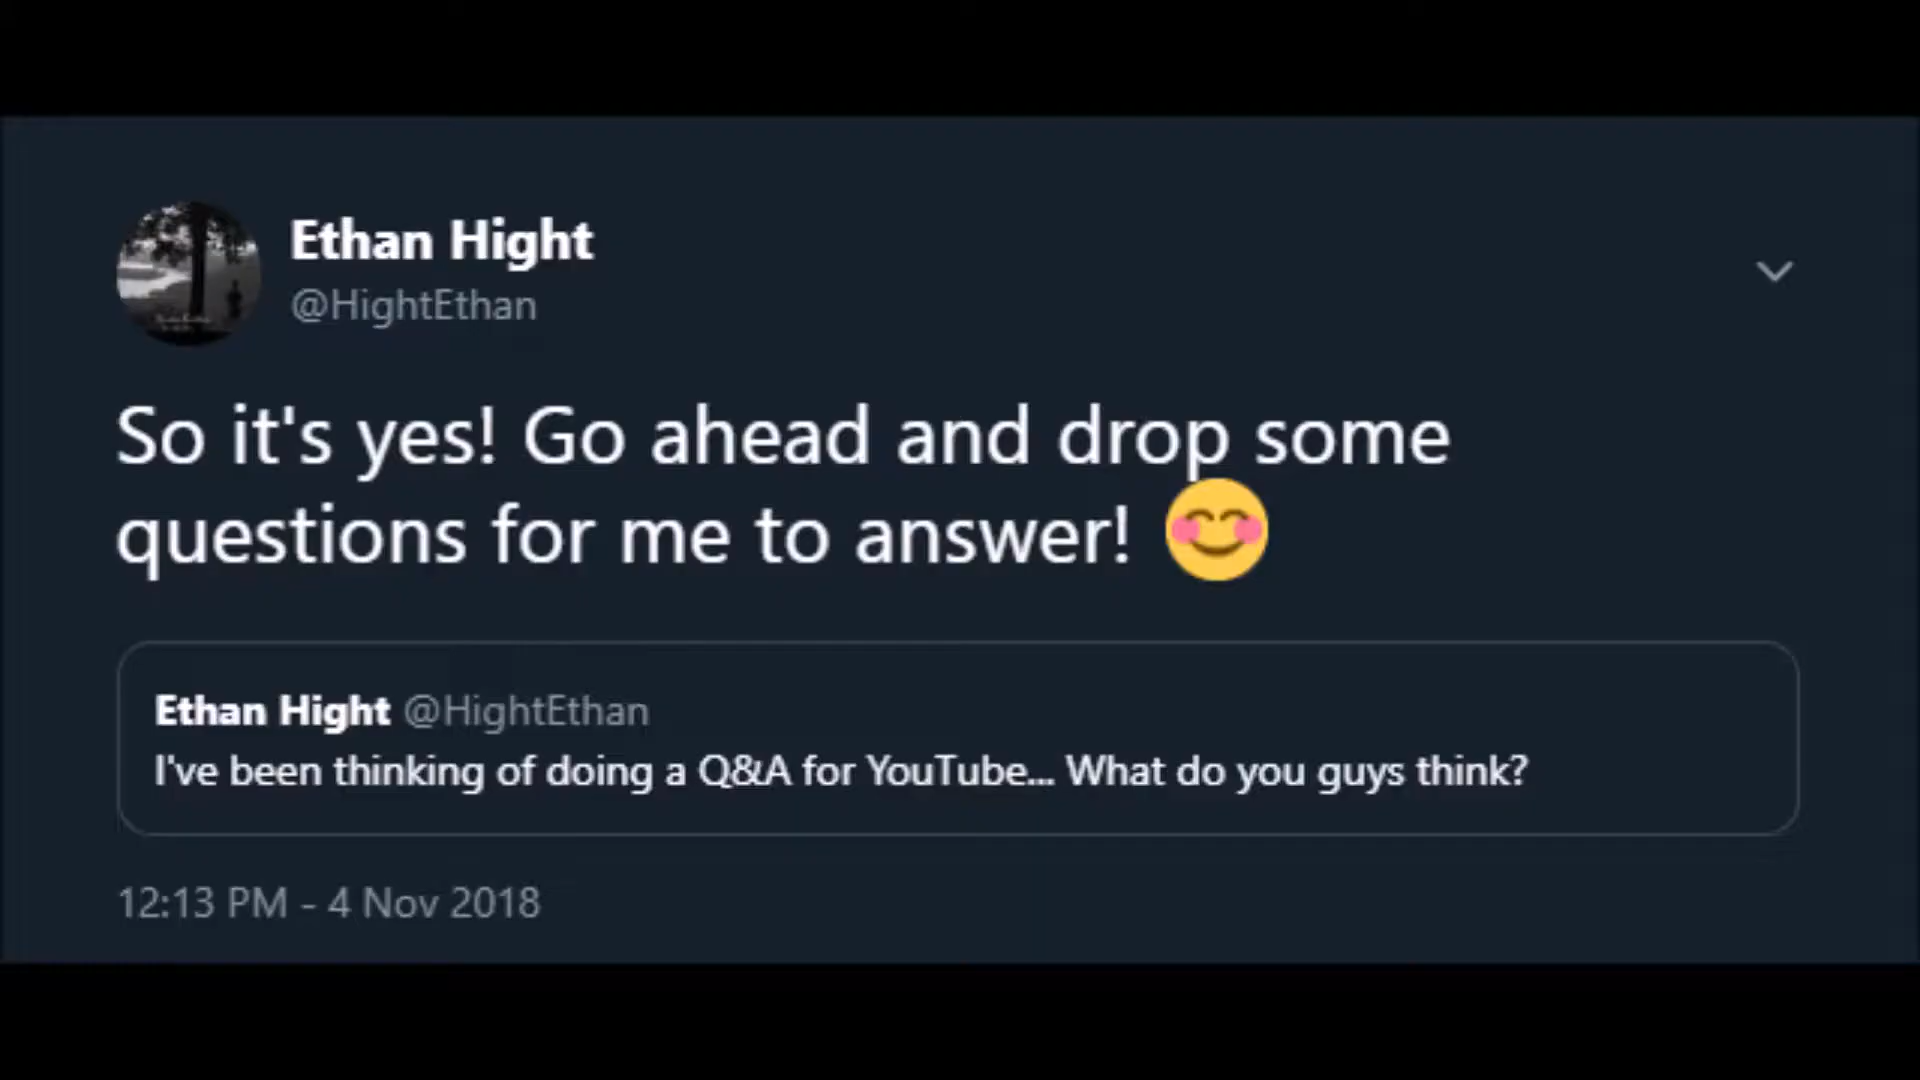 Ethan Hight
@HightEthan
So it's yes! Go ahead and drop some
questions for me to answer! 😊
Ethan Hight @HightEthan
I've been thinking of doing a Q&A for YouTube... What do you guys think?
12:13 PM - 4 Nov 2018